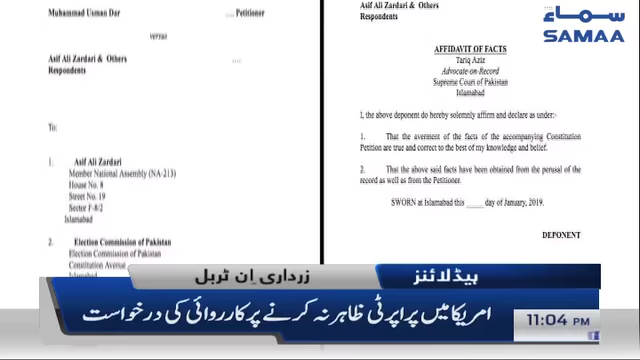 Muhammad Usman Dar .... Petitioner
versus
Asif Ali Zardari & Others ....
Respondents
To:
1. Asif Ali Zardari
Member National Assembly (NA-213)
House No. 8
Street No. 19
Sector F-8/2
Islamabad
2. Election Commission of Pakistan
Election Commission of Pakistan
Constitution Avenue
Asif Ali Zardari & Others
Respondents
AFFIDAVIT OF FACTS
Tariq Aziz
Advocate-on-Record
Supreme Court of Pakistan
Islamabad
I, the above deponent do hereby solemnly affirm and declare as under:-
1. That the averment of the facts of the accompanying Constitution
Petition are true and correct to the best of my knowledge and belief.
2. That the above said facts have been obtained from the perusal of the
record as well as from the Petitioner.
SWORN at Islamabad this _____ day of January, 2019.
DEPONENT
سماء
SAMAA
ہیڈلائنز
زرداری اِن ٹربل
امریکا میں پراپرٹی ظاہر نہ کرنے پر کارروائی کی درخواست
11:04 PM